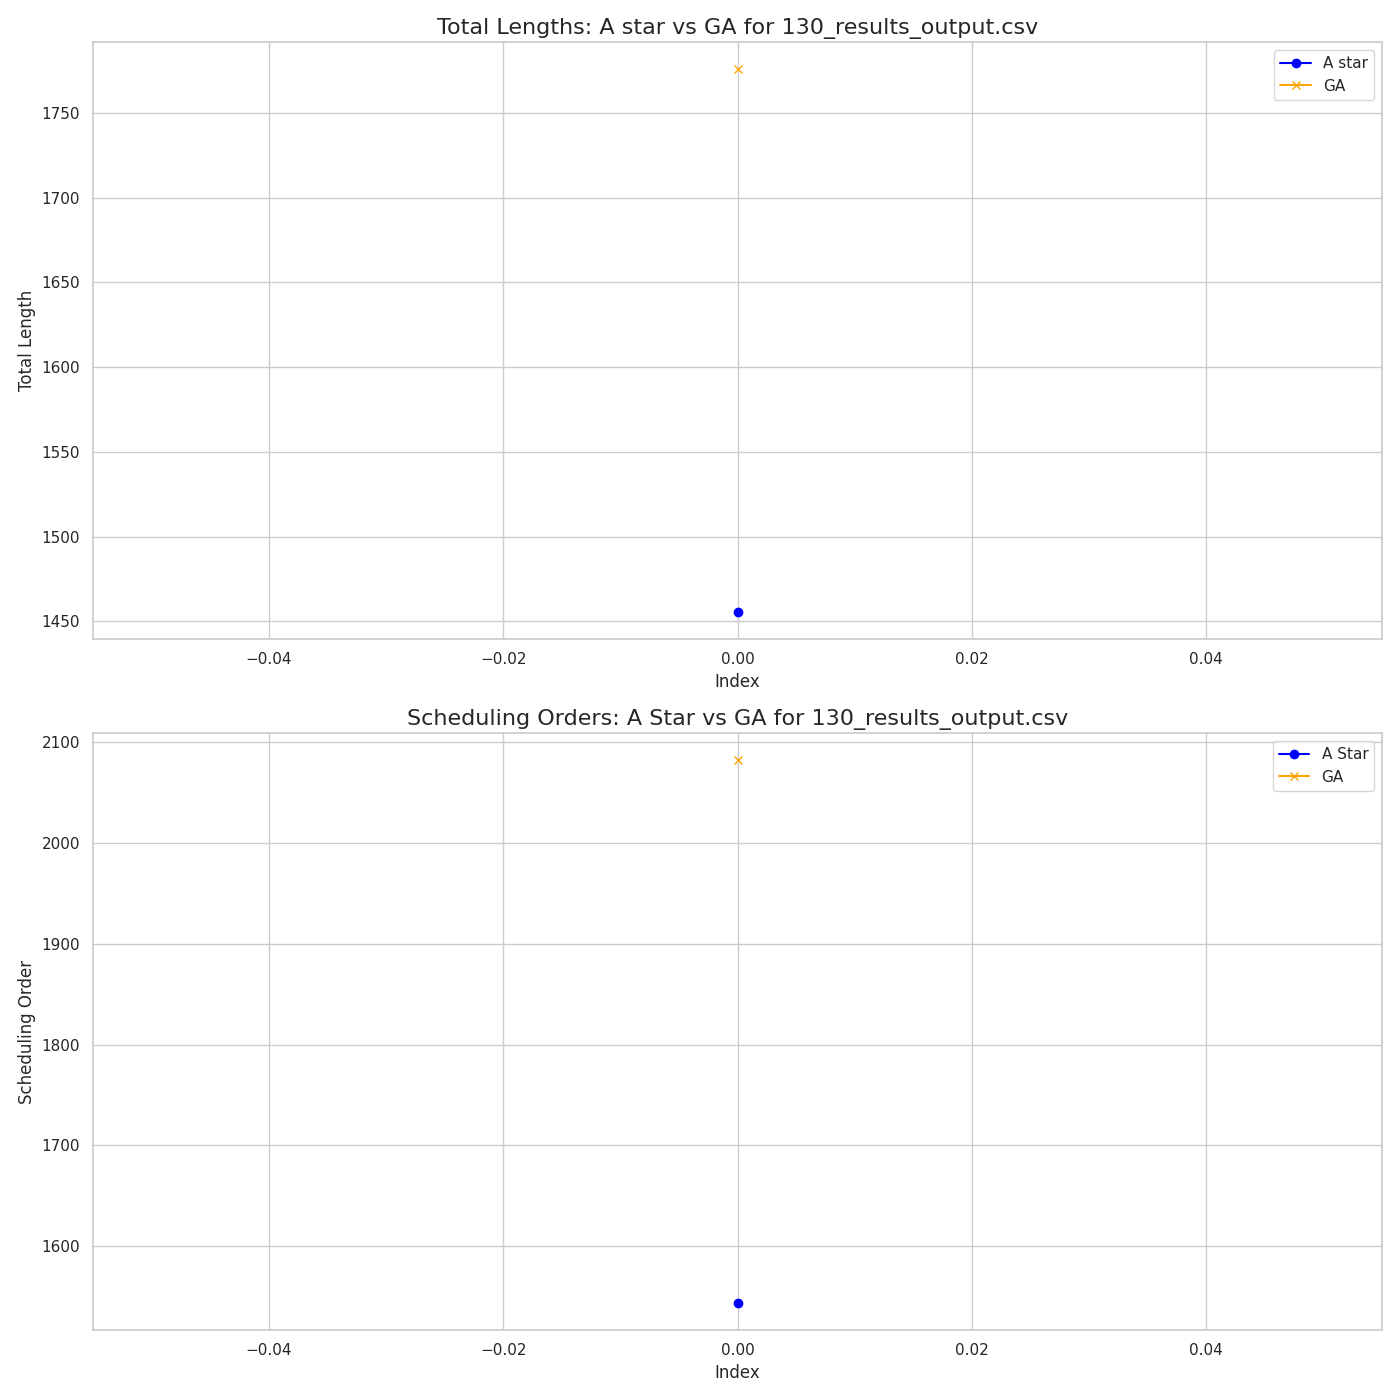 Total Lengths: A star vs GA for 130_results_output.csv
A star
GA
1750
1700
1650
1600
1550
1500
1450
Total Length
−0.04
−0.02
0.00
0.02
0.04
Index
Scheduling Orders: A Star vs GA for 130_results_output.csv
A Star
GA
2100
2000
1900
1800
1700
1600
Scheduling Order
−0.04
−0.02
0.00
0.02
0.04
Index